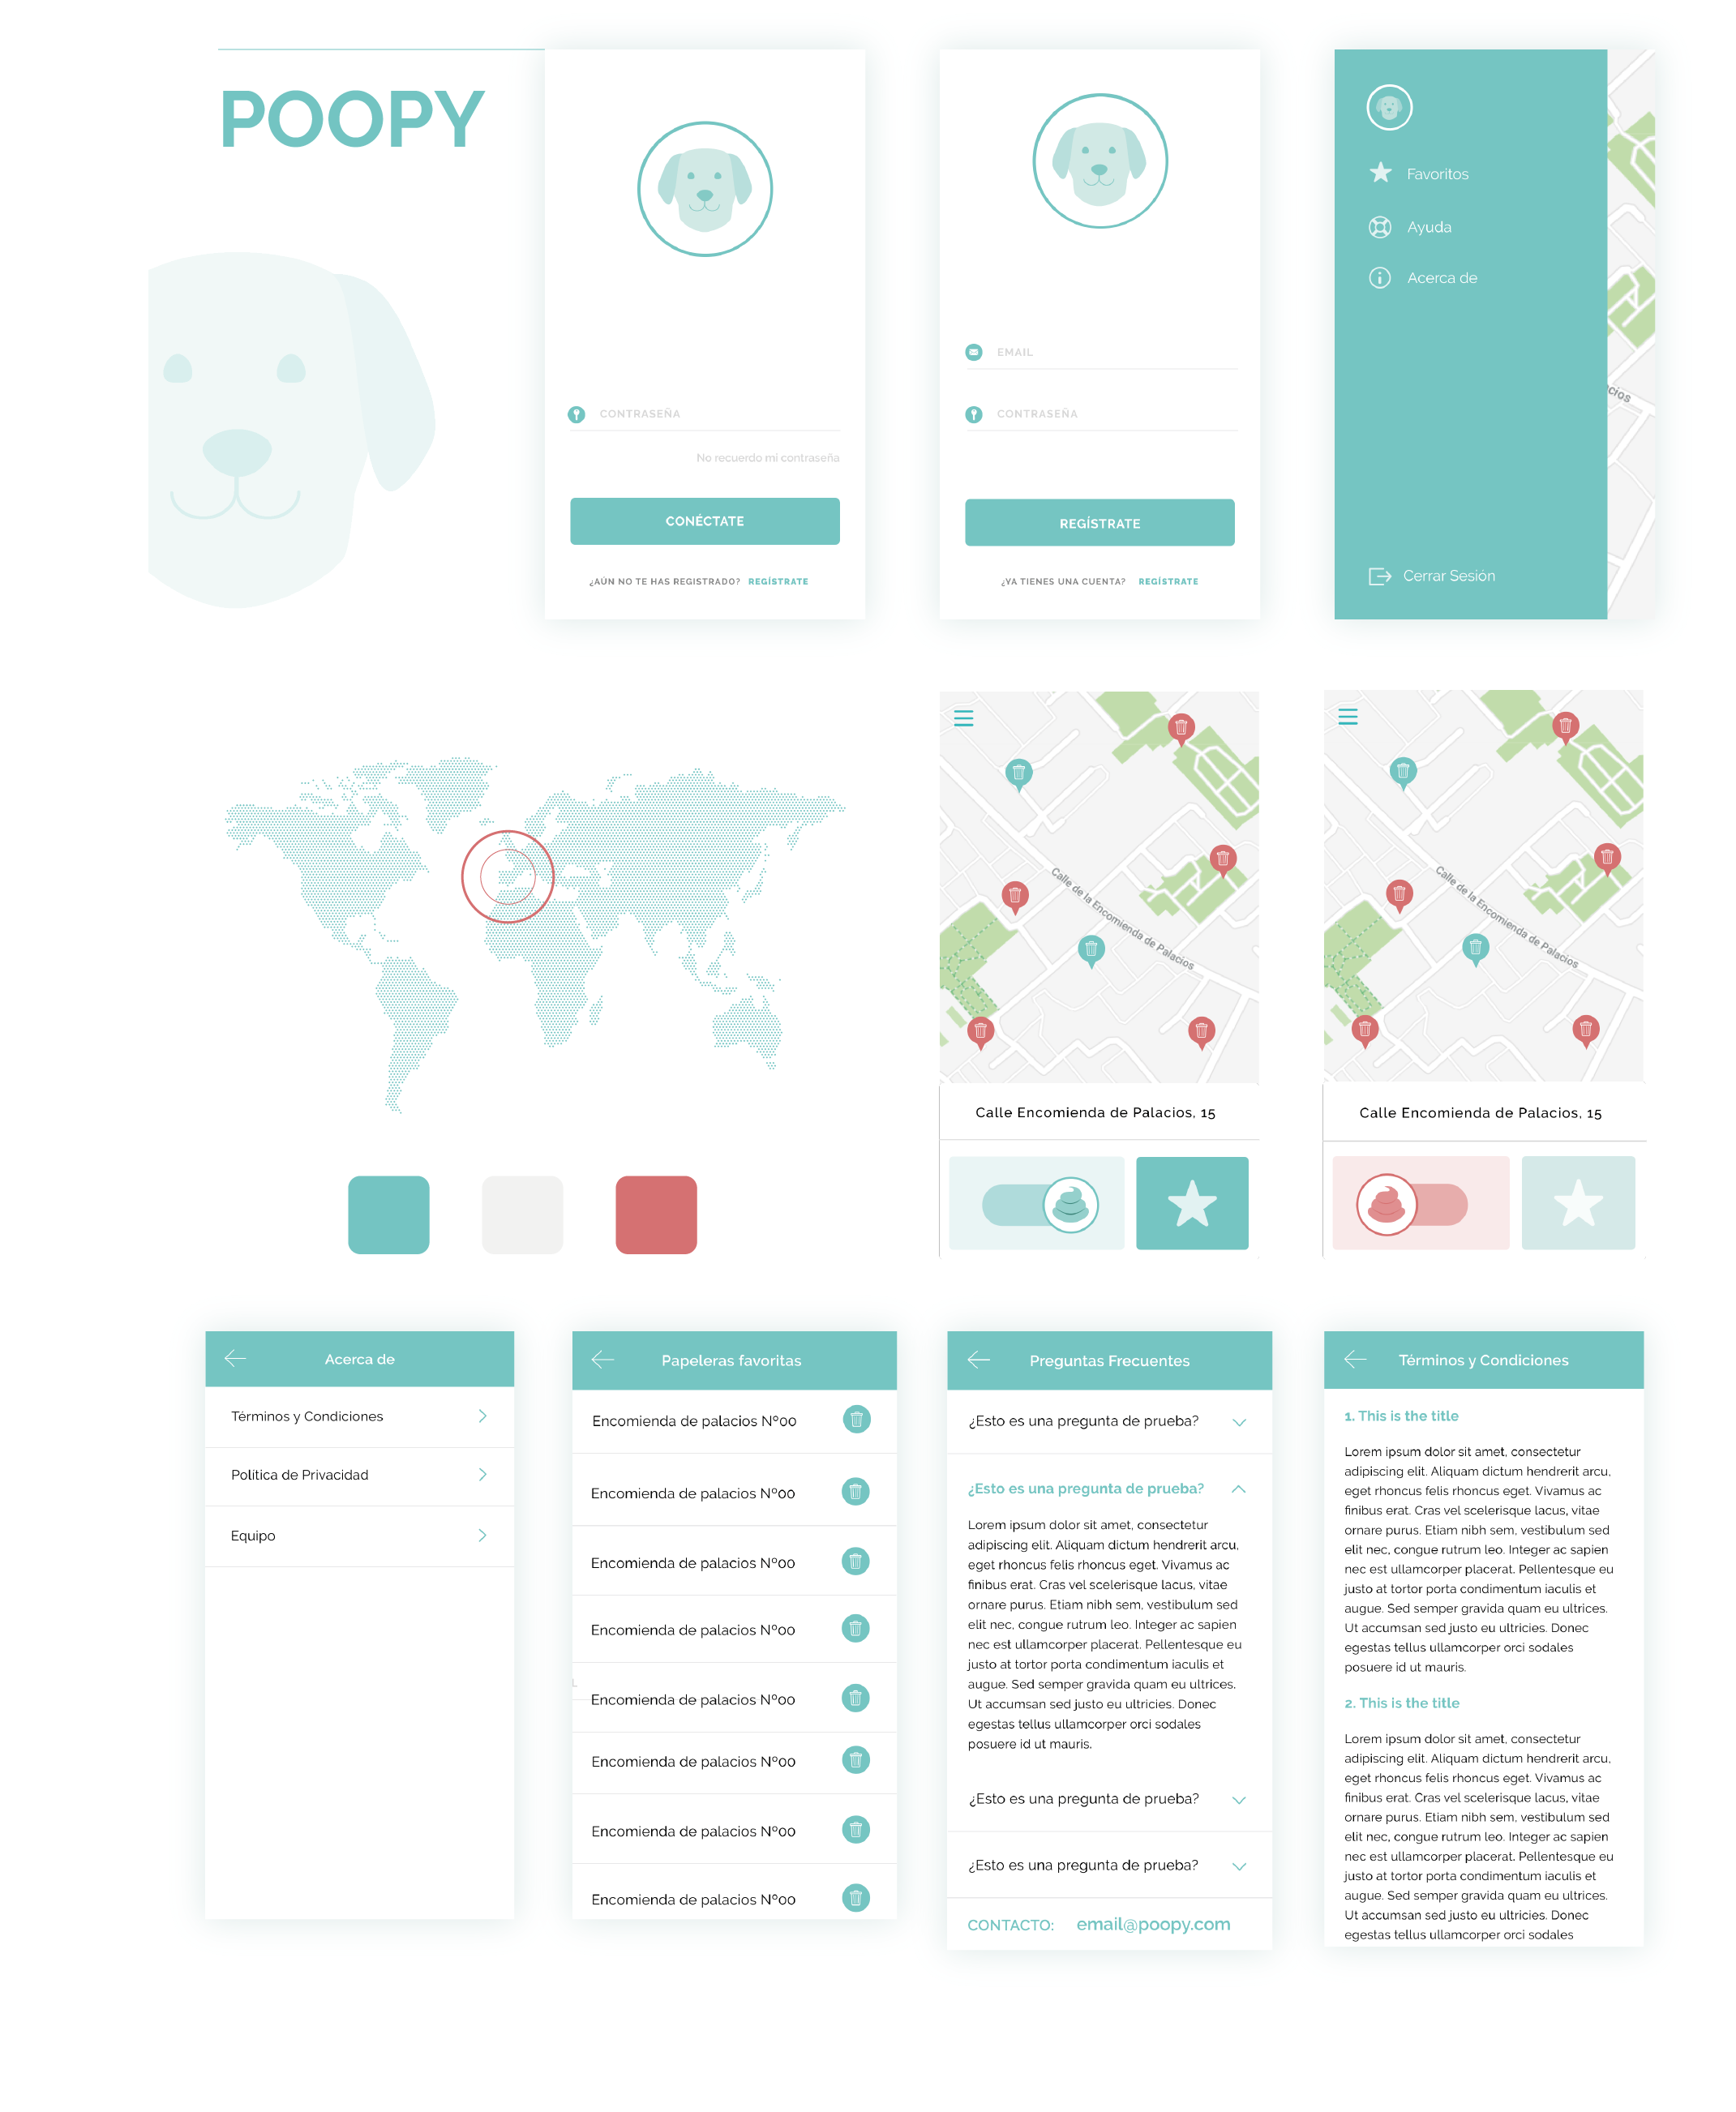 POOPY
CONTRASEÑA
No recuerdo mi contraseña
CONÉCTATE
¿AÚN NO TE HAS REGISTRADO? REGÍSTRATE
EMAIL
CONTRASEÑA
REGÍSTRATE
¿YA TIENES UNA CUENTA? REGÍSTRATE
Favoritos
Ayuda
Acerca de
Cerrar Sesión
Calle de la Encomienda de Palacios
Calle Encomienda de Palacios, 15
Calle de la Encomienda de Palacios
Calle Encomienda de Palacios, 15
Acerca de
Términos y Condiciones
Política de Privacidad
Equipo
Papeleras favoritas
Encomienda de palacios Nº00
Encomienda de palacios Nº00
Encomienda de palacios Nº00
Encomienda de palacios Nº00
Encomienda de palacios Nº00
Encomienda de palacios Nº00
Encomienda de palacios Nº00
Encomienda de palacios Nº00
Preguntas Frecuentes
¿Esto es una pregunta de prueba?
¿Esto es una pregunta de prueba?
Lorem ipsum dolor sit amet, consectetur
adipiscing elit. Aliquam dictum hendrerit arcu,
eget rhoncus felis rhoncus eget. Vivamus ac
finibus erat. Cras vel scelerisque lacus, vitae
ornare purus. Etiam nibh sem, vestibulum sed
elit nec, congue rutrum leo. Integer ac sapien
nec est ullamcorper placerat. Pellentesque eu
justo at tortor porta condimentum iaculis et
augue. Sed semper gravida quam eu ultrices.
Ut accumsan sed justo eu ultricies. Donec
egestas tellus ullamcorper orci sodales
posuere id ut mauris.
¿Esto es una pregunta de prueba?
¿Esto es una pregunta de prueba?
CONTACTO: email@poopy.com
Términos y Condiciones
1. This is the title
Lorem ipsum dolor sit amet, consectetur
adipiscing elit. Aliquam dictum hendrerit arcu,
eget rhoncus felis rhoncus eget. Vivamus ac
finibus erat. Cras vel scelerisque lacus, vitae
ornare purus. Etiam nibh sem, vestibulum sed
elit nec, congue rutrum leo. Integer ac sapien
nec est ullamcorper placerat. Pellentesque eu
justo at tortor porta condimentum iaculis et
augue. Sed semper gravida quam eu ultrices.
Ut accumsan sed justo eu ultricies. Donec
egestas tellus ullamcorper orci sodales
posuere id ut mauris.
2. This is the title
Lorem ipsum dolor sit amet, consectetur
adipiscing elit. Aliquam dictum hendrerit arcu,
eget rhoncus felis rhoncus eget. Vivamus ac
finibus erat. Cras vel scelerisque lacus, vitae
ornare purus. Etiam nibh sem, vestibulum sed
elit nec, congue rutrum leo. Integer ac sapien
nec est ullamcorper placerat. Pellentesque eu
justo at tortor porta condimentum iaculis et
augue. Sed semper gravida quam eu ultrices.
Ut accumsan sed justo eu ultricies. Donec
egestas tellus ullamcorper orci sodales